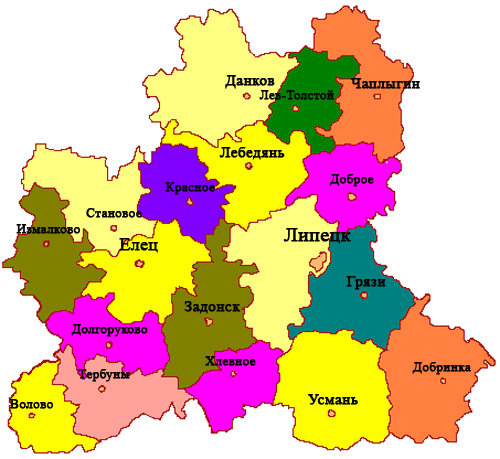 Данков
Чаплыгин
Лев-Толстой
Лебедянь
Доброе
Красное
Становое
Измалково
Елец
Липецк
Грязи
Задонск
Долгоруково
Хлевное
Добринка
Тербуны
Усмань
Волово